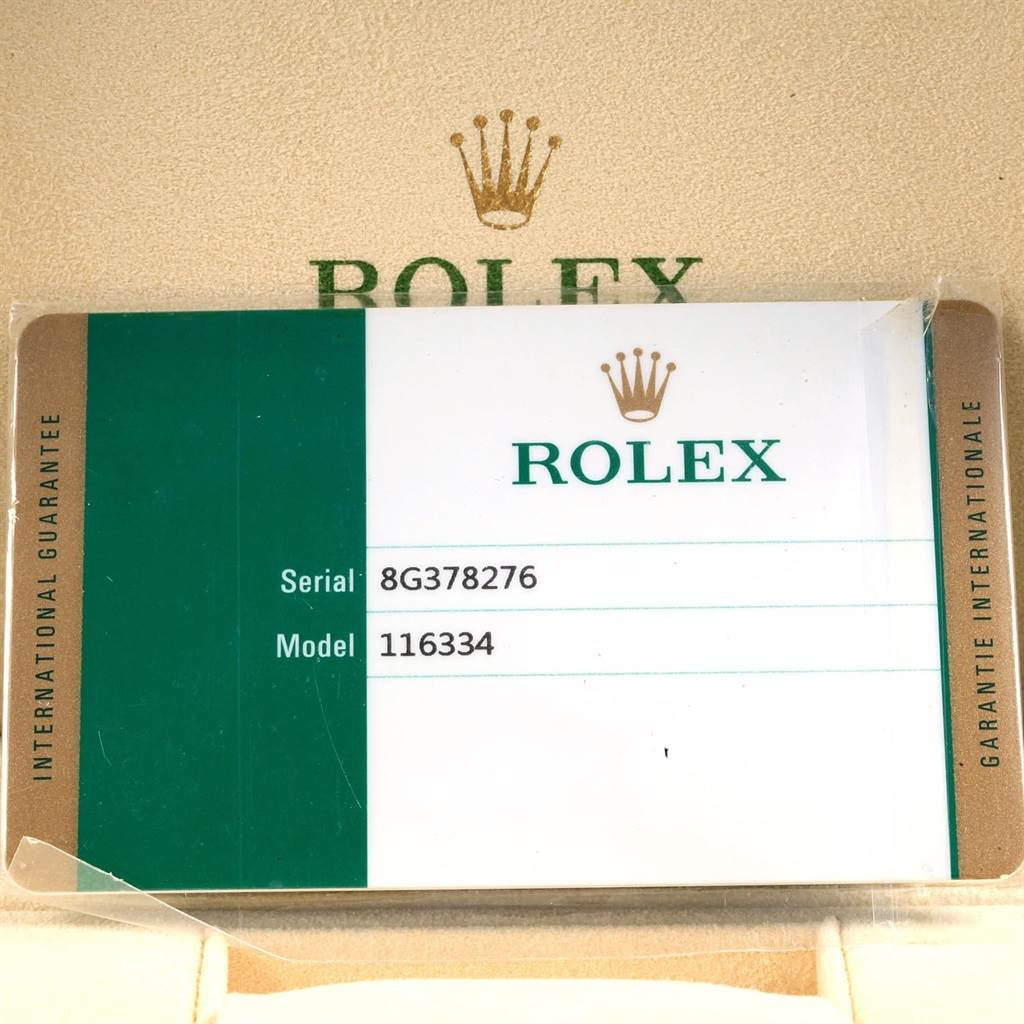 ROLEX
ROLEX
INTERNATIONAL GUARANTEE
Serial 8G378276
Model 116334
GARANTIE INTERNATIONALE